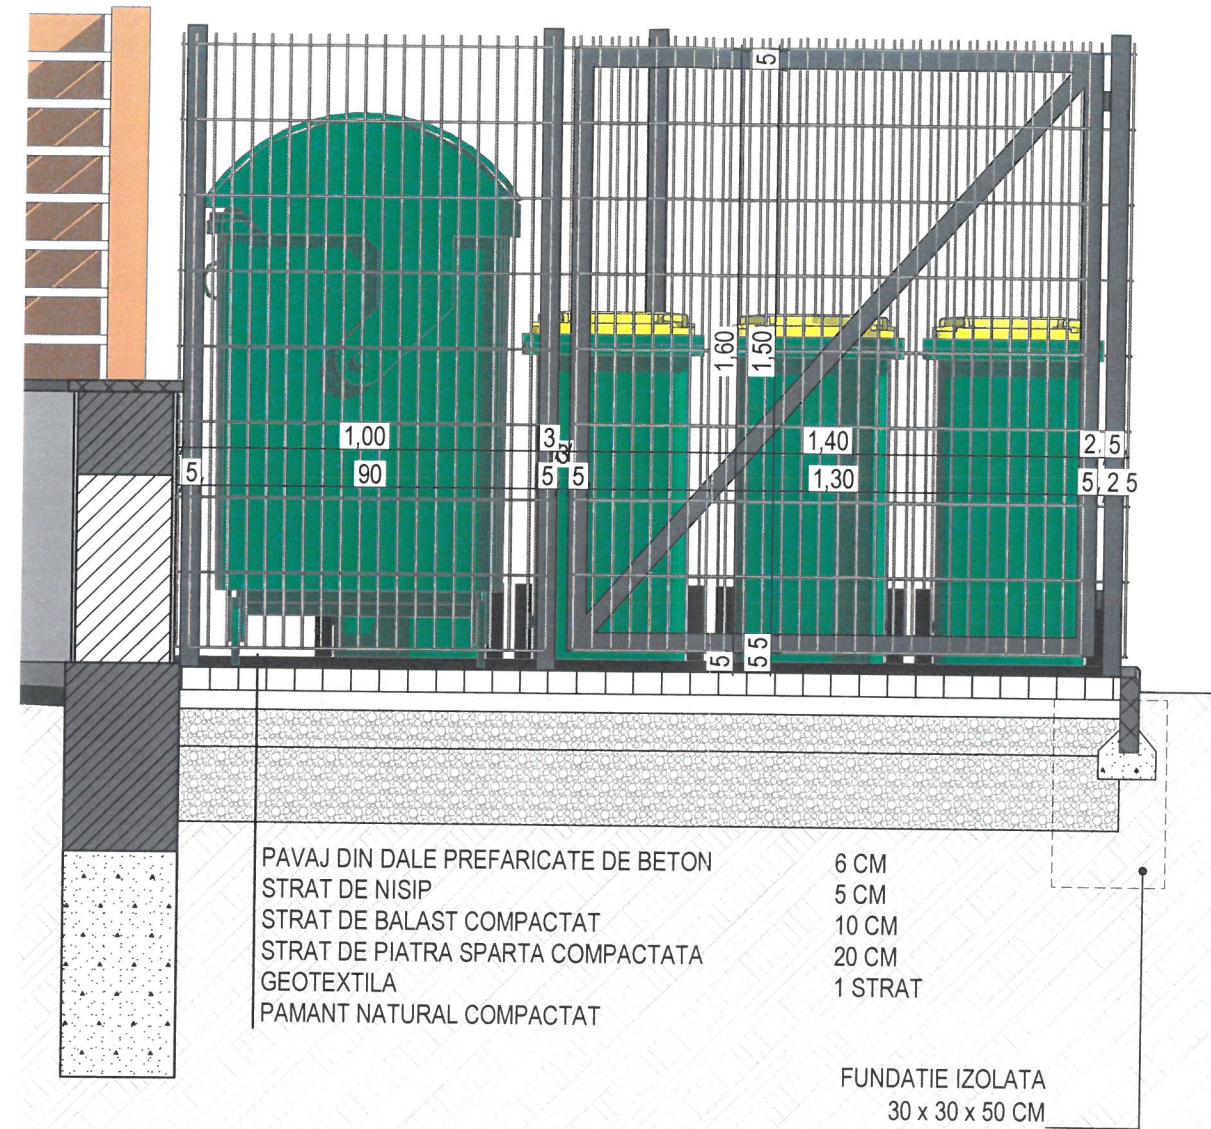 5
1,60
1,50
1,00
3
3
1,40
2,5
5
90
5
5
1,30
5,2 5
5
5 5
PAVAJ DIN DALE PREFARICATE DE BETON 6 CM
STRAT DE NISIP 5 CM
STRAT DE BALAST COMPACTAT 10 CM
STRAT DE PIATRA SPARTA COMPACTATA 20 CM
GEOTEXTILA 1 STRAT
PAMANT NATURAL COMPACTAT
FUNDATIE IZOLATA
30 x 30 x 50 CM